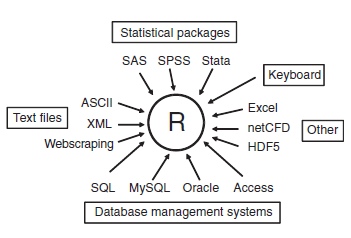 Statistical packages
SAS SPSS Stata
Keyboard
ASCII
XML
Webscraping
Text files
R
Excel
netCFD
HDF5
Other
SQL MySQL Oracle Access
Database management systems